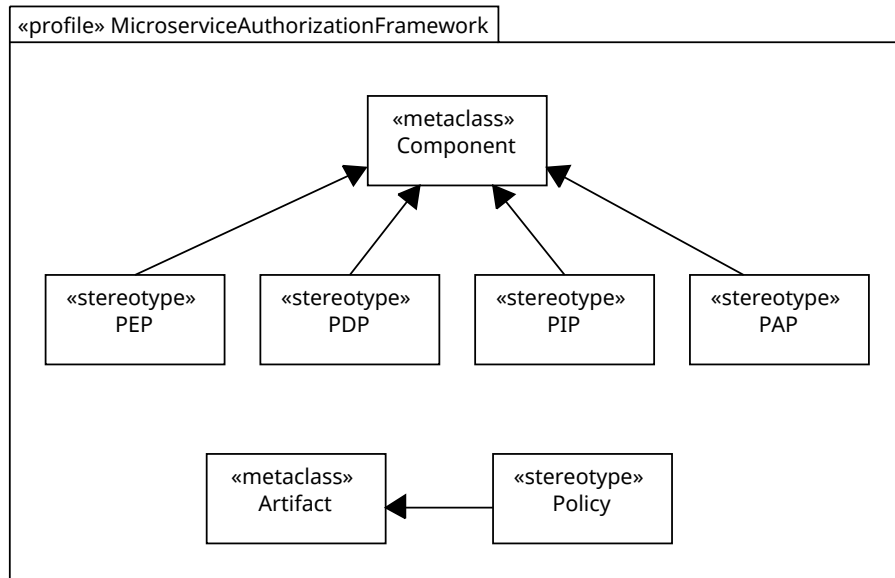 «profile» MicroserviceAuthorizationFramework
«metaclass»
Component
«stereotype»
PEP
«stereotype»
PDP
«stereotype»
PIP
«stereotype»
PAP
«metaclass»
Artifact
«stereotype»
Policy